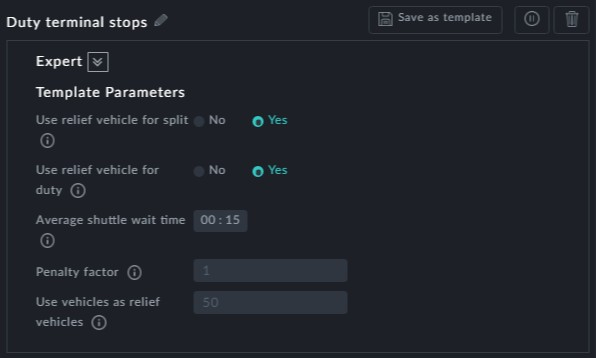 Duty terminal stops
Save as template
Expert
Template Parameters
Use relief vehicle for split No Yes
Use relief vehicle for No Yes
duty
Average shuttle wait time 00 : 15
Penalty factor 1
Use vehicles as relief 50
vehicles